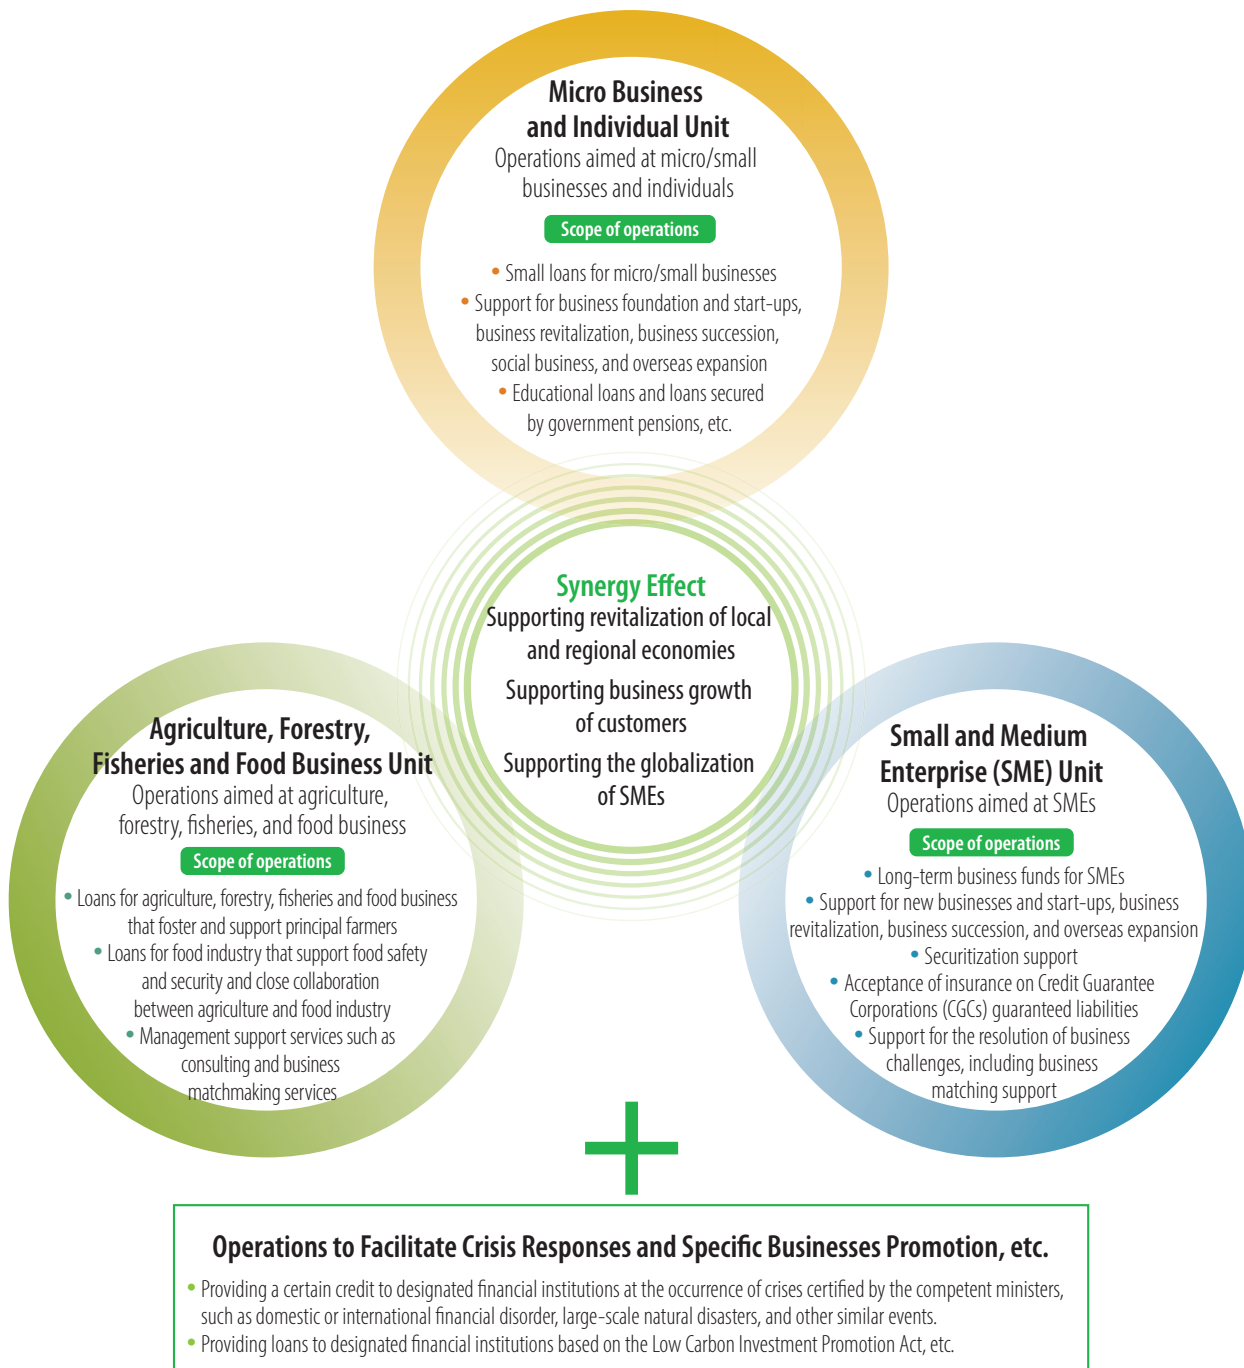 Micro Business
and Individual Unit
Operations aimed at micro/small
businesses and individuals
Scope of operations
• Small loans for micro/small businesses
• Support for business foundation and start-ups,
business revitalization, business succession,
social business, and overseas expansion
• Educational loans and loans secured
by government pensions, etc.
Synergy Effect
Supporting revitalization of local
and regional economies
Supporting business growth
of customers
Supporting the globalization
of SMEs
Agriculture, Forestry,
Fisheries and Food Business Unit
Operations aimed at agriculture,
forestry, fisheries, and food business
Scope of operations
• Loans for agriculture, forestry, fisheries and food business
that foster and support principal farmers
• Loans for food industry that support food safety
and security and close collaboration
between agriculture and food industry
• Management support services such as
consulting and business
matchmaking services
Small and Medium
Enterprise (SME) Unit
Operations aimed at SMEs
Scope of operations
• Long-term business funds for SMEs
• Support for new businesses and start-ups, business
revitalization, business succession, and overseas expansion
• Securitization support
• Acceptance of insurance on Credit Guarantee
Corporations (CGCs) guaranteed liabilities
• Support for the resolution of business
challenges, including business
matching support
+
Operations to Facilitate Crisis Responses and Specific Businesses Promotion, etc.
• Providing a certain credit to designated financial institutions at the occurrence of crises certified by the competent ministers,
such as domestic or international financial disorder, large-scale natural disasters, and other similar events.
• Providing loans to designated financial institutions based on the Low Carbon Investment Promotion Act, etc.